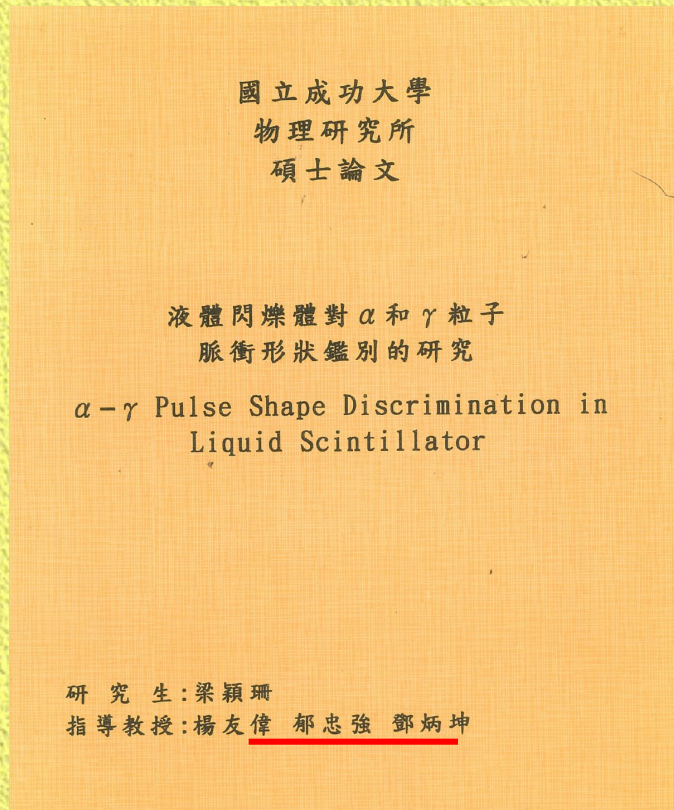 國立成功大學
物理研究所
碩士論文
液體閃爍體對α和γ粒子
脈衝形狀鑑別的研究
α－γ Pulse Shape Discrimination in
Liquid Scintillator
研 究 生:梁穎珊
指導教授:楊友偉 郁忠強 鄧炳坤